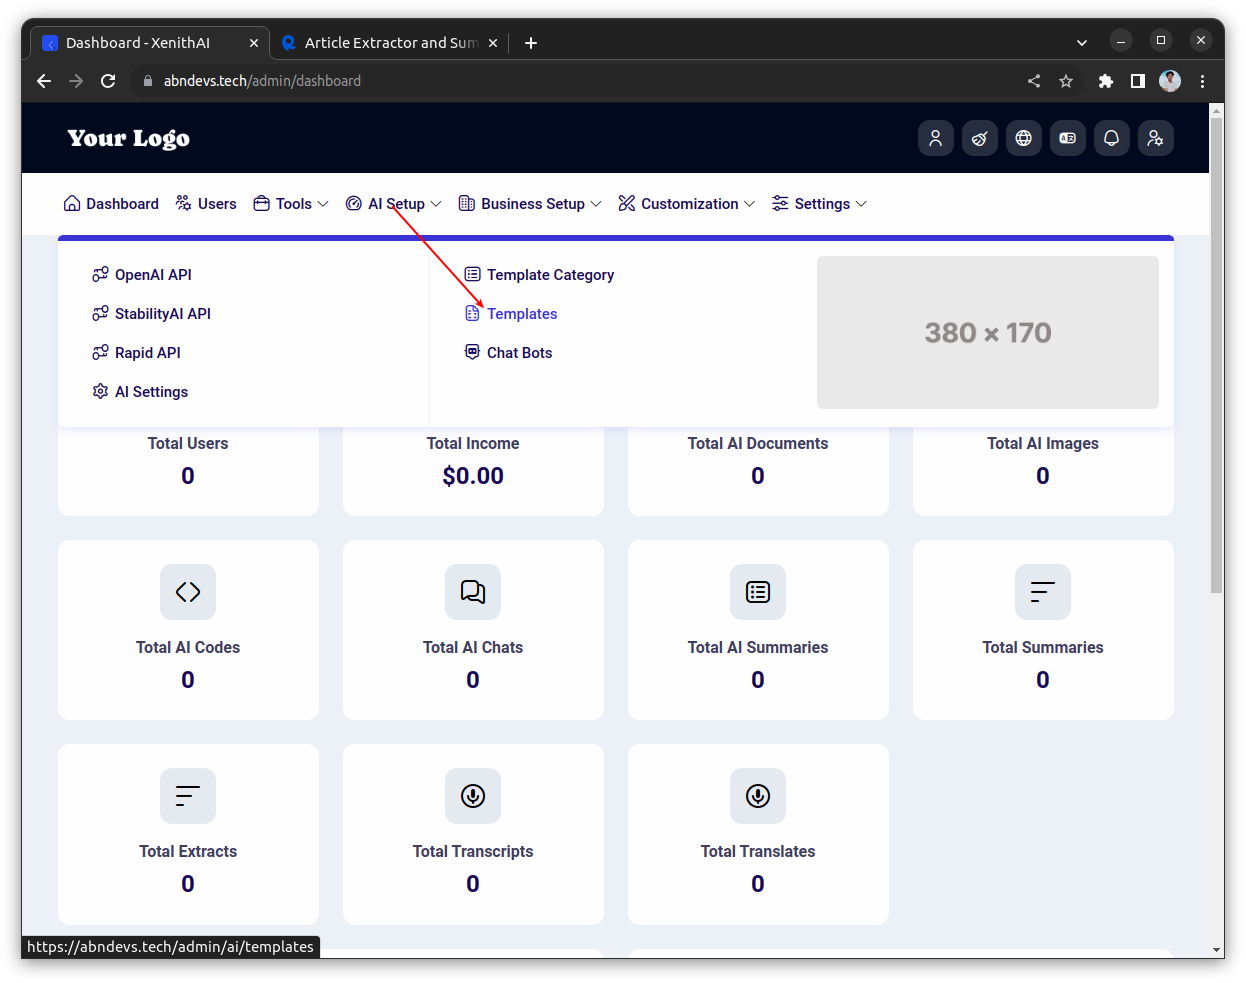 Dashboard - XenithAI
Article Extractor and Sum
abndevs.tech/admin/dashboard
Your Logo
Dashboard Users Tools AI Setup Business Setup Customization Settings
OpenAI API
StabilityAI API
Rapid API
AI Settings
Template Category
Templates
Chat Bots
380 × 170
Total Users
0
Total Income
$0.00
Total AI Documents
0
Total AI Images
0
Total AI Codes
0
Total AI Chats
0
Total AI Summaries
0
Total Summaries
0
Total Extracts
0
Total Transcripts
0
Total Translates
0
https://abndevs.tech/admin/ai/templates